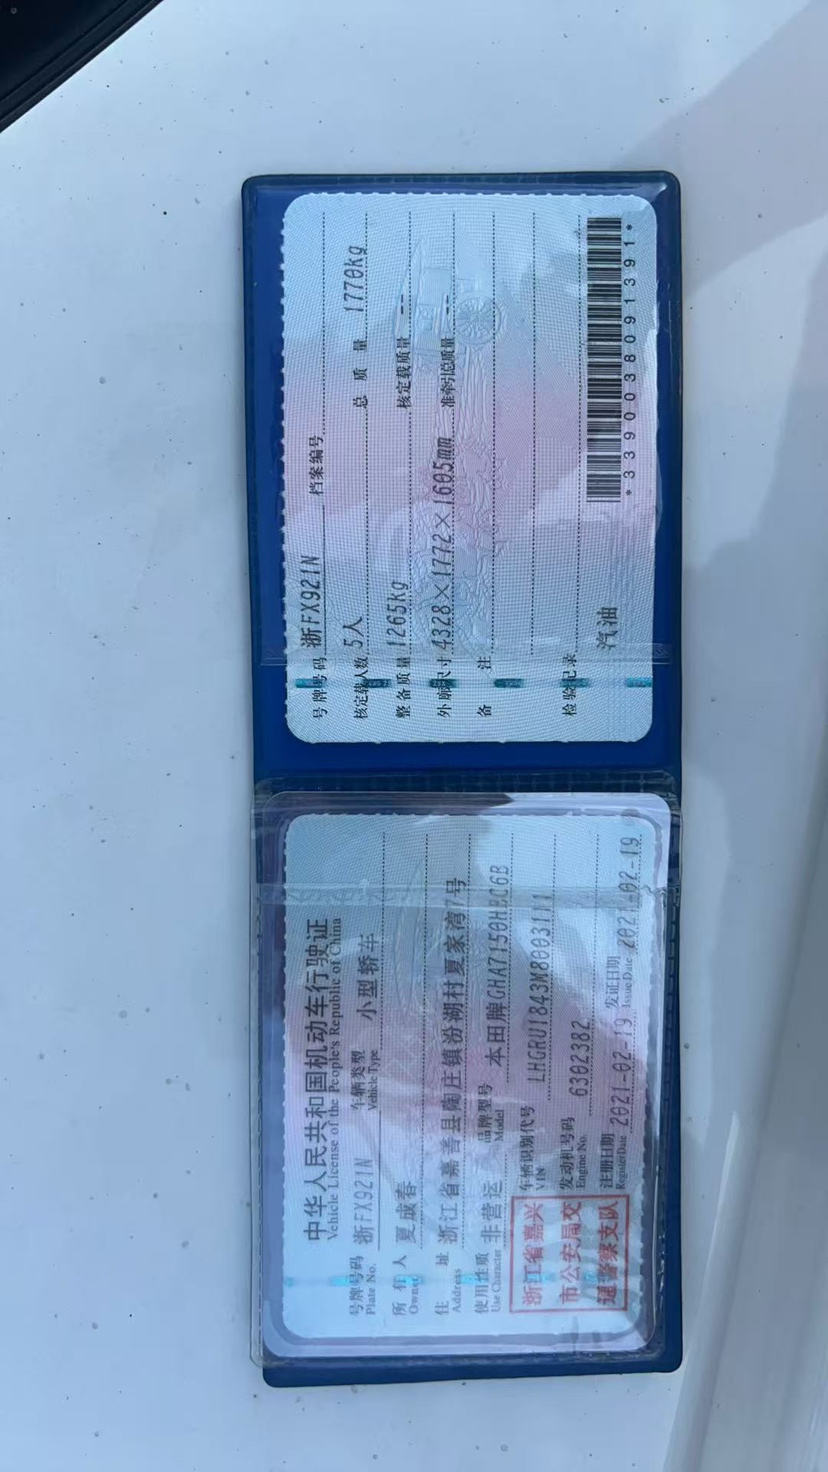 中华人民共和国机动车行驶证
Vehicle License of the People's Republic of China
号牌号码 浙FX921N 车辆类型 小型轿车
Plate No. Vehicle Type
所有人 夏成春
Owner
住址 浙江省嘉善县陶庄镇汾湖村夏家湾7号
Address
使用性质 非营运 品牌型号 本田牌GHA7150HBC6B
Use Character Model
浙江省嘉兴
市公安局交
通警察支队
车辆识别代号 LHGRU1843M8003111
VIN
发动机号码 6302382
Engine No.
注册日期 2021-02-19 发证日期 2021-02-19
Register Date Issue Date
号牌号码 浙FX921N 档案编号
核定载人数 5人 总质量 1770kg
整备质量 1265kg 核定载质量 --
外廓尺寸 4328×1772×1605mm 准牵引总质量 --
备注
检验记录
汽油
*3390038091391*